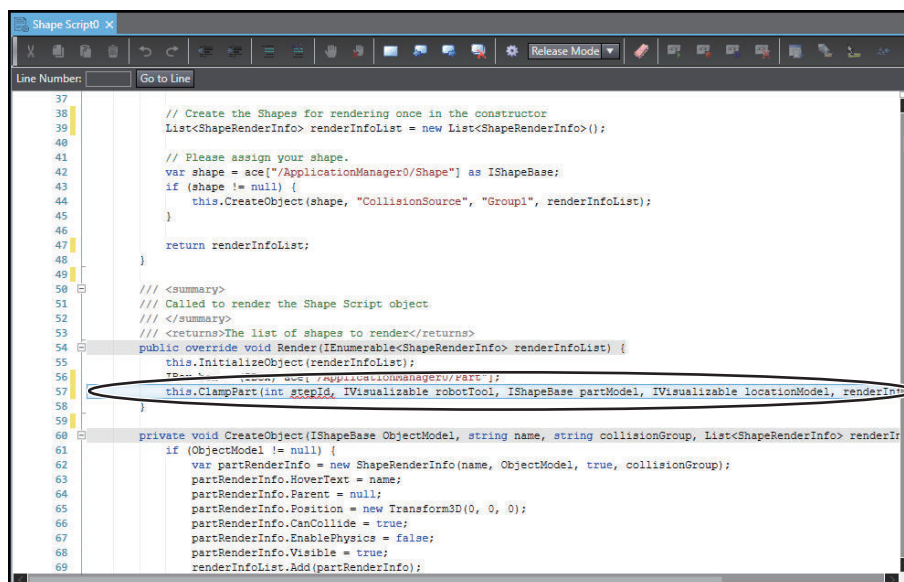 Shape Script0
Release Mode
Line Number: Go to Line
37
38 // Create the Shapes for rendering once in the constructor
39 List<ShapeRenderInfo> renderInfoList = new List<ShapeRenderInfo>();
40
41 // Please assign your shape.
42 var shape = ace["/ApplicationManager0/Shape"] as IShapeBase;
43 if (shape != null) {
44 this.CreateObject(shape, "CollisionSource", "Group1", renderInfoList);
45 }
46
47 return renderInfoList;
48 }
49
50 /// <summary>
51 /// Called to render the Shape Script object
52 /// </summary>
53 /// <returns>The list of shapes to render</returns>
54 public override void Render(IEnumerable<ShapeRenderInfo> renderInfoList) {
55 this.InitializeObject(renderInfoList);
56 ace["/ApplicationManager0/Part"];
57 this.ClampPart(int stepId, IVisualizable robotTool, IShapeBase partModel, IVisualizable locationModel, renderInf
58 }
59
60 private void CreateObject(IShapeBase ObjectModel, string name, string collisionGroup, List<ShapeRenderInfo> renderIr
61 if (ObjectModel != null) {
62 var partRenderInfo = new ShapeRenderInfo(name, ObjectModel, true, collisionGroup);
63 partRenderInfo.HoverText = name;
64 partRenderInfo.Parent = null;
65 partRenderInfo.Position = new Transform3D(0, 0, 0);
66 partRenderInfo.CanCollide = true;
67 partRenderInfo.EnablePhysics = false;
68 partRenderInfo.Visible = true;
69 renderInfoList.Add(partRenderInfo);